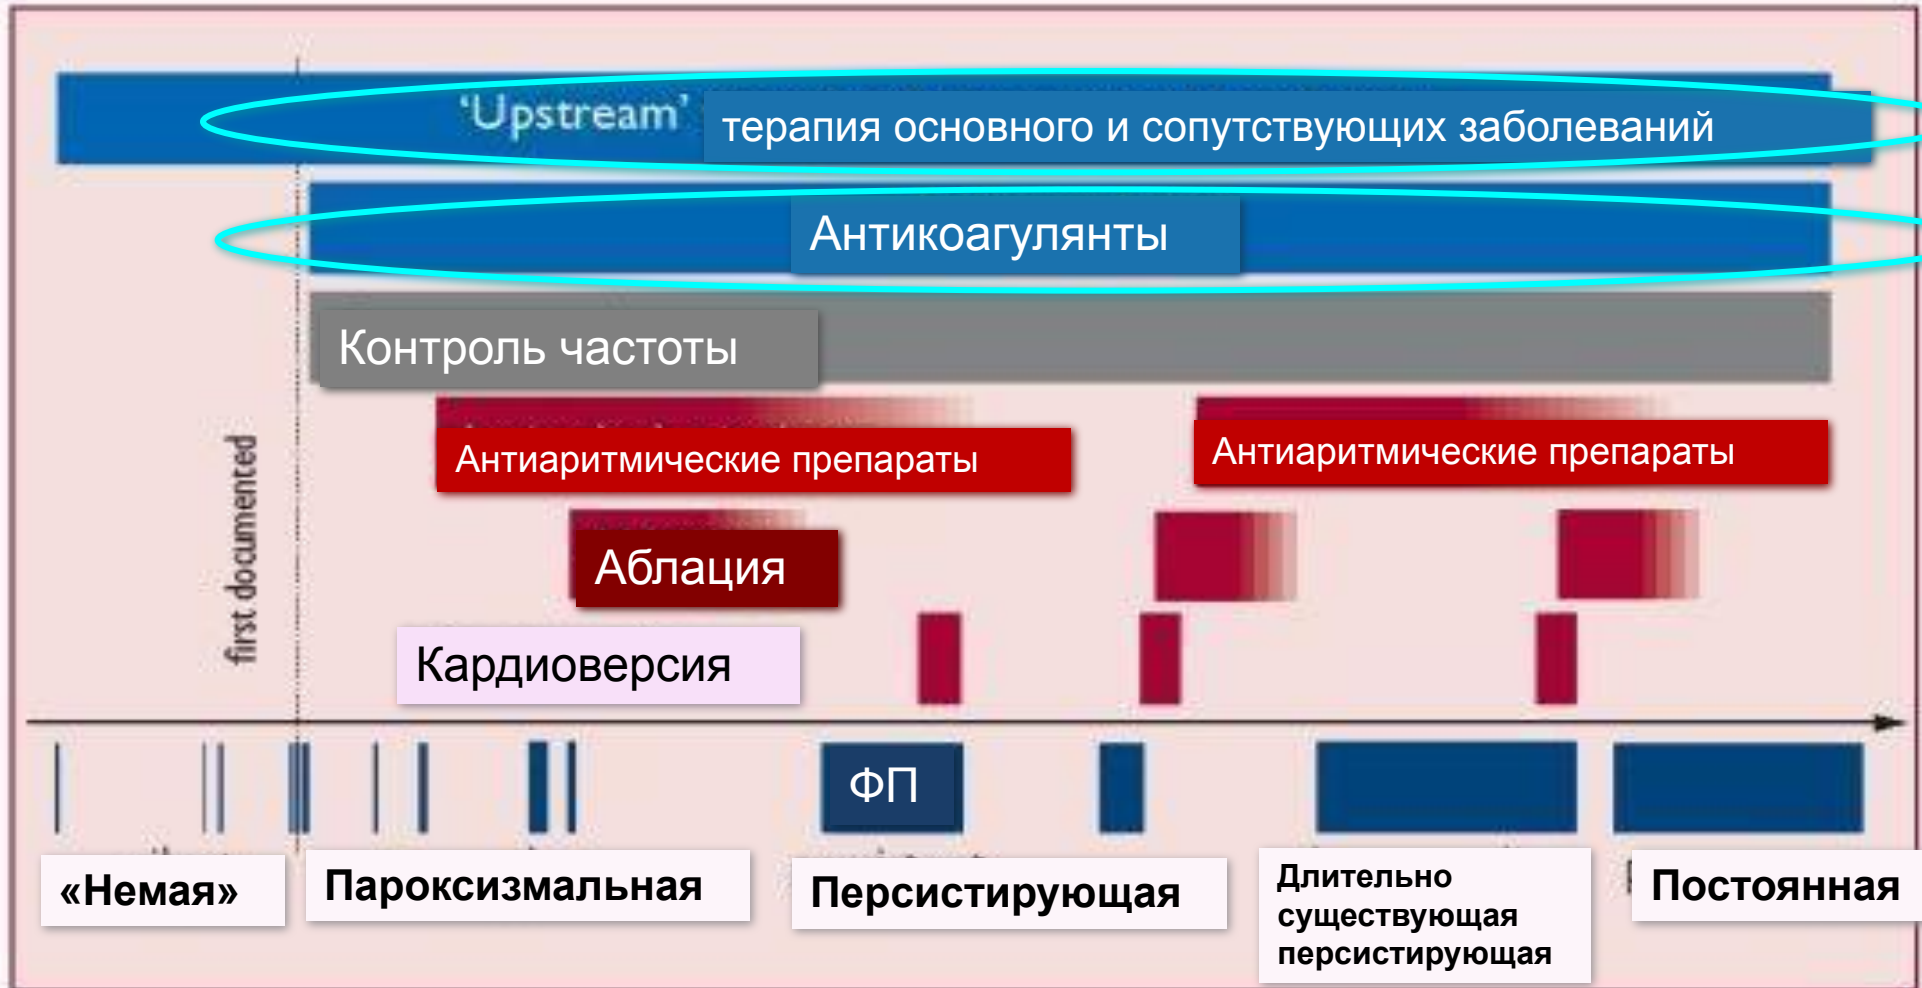 'Upstream'
терапия основного и сопутствующих заболеваний
Антикоагулянты
Контроль частоты
Антиаритмические препараты
Антиаритмические препараты
first documented
Аблация
Кардиоверсия
ФП
«Немая»
Пароксизмальная
Персистирующая
Длительно
существующая
персистирующая
Постоянная